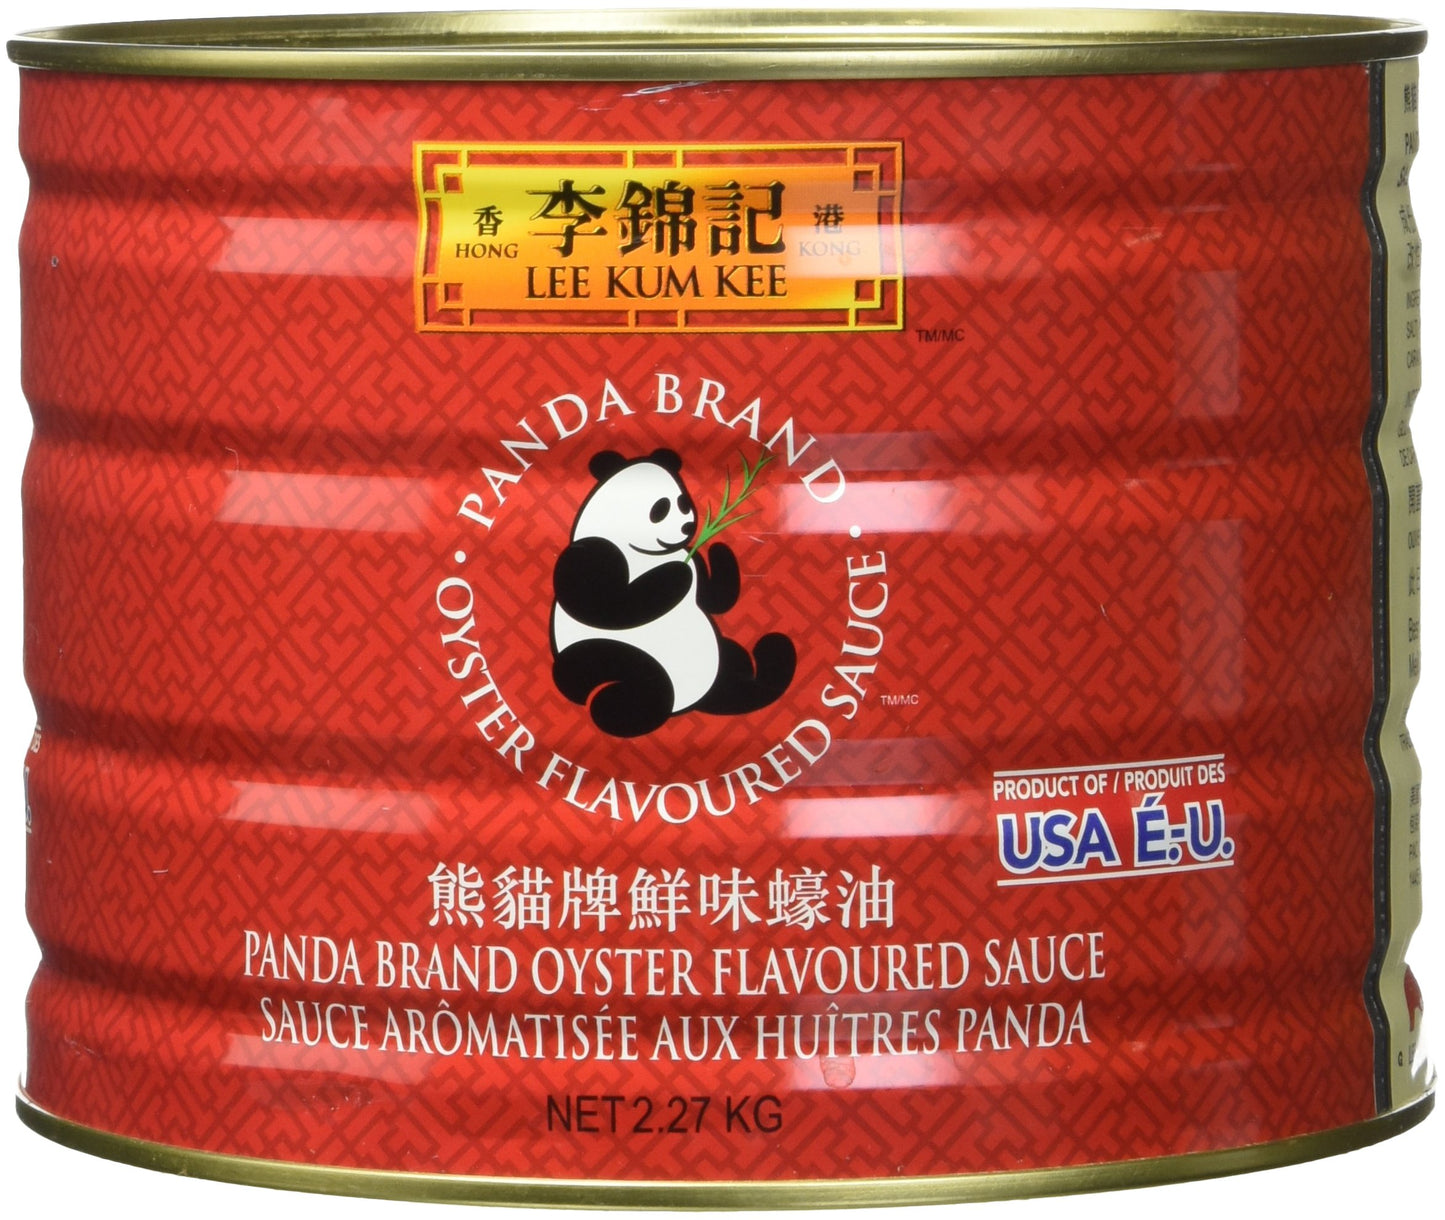 香 李錦記 港
HONG LEE KUM KEE KONG
TM/MC
· PANDA BRAND ·
OYSTER FLAVOURED SAUCE
TM/MC
PRODUCT OF / PRODUIT DES
USA É.-U.
熊貓牌鮮味蠔油
PANDA BRAND OYSTER FLAVOURED SAUCE
SAUCE ARÔMATISÉE AUX HUÎTRES PANDA
NET 2.27 KG